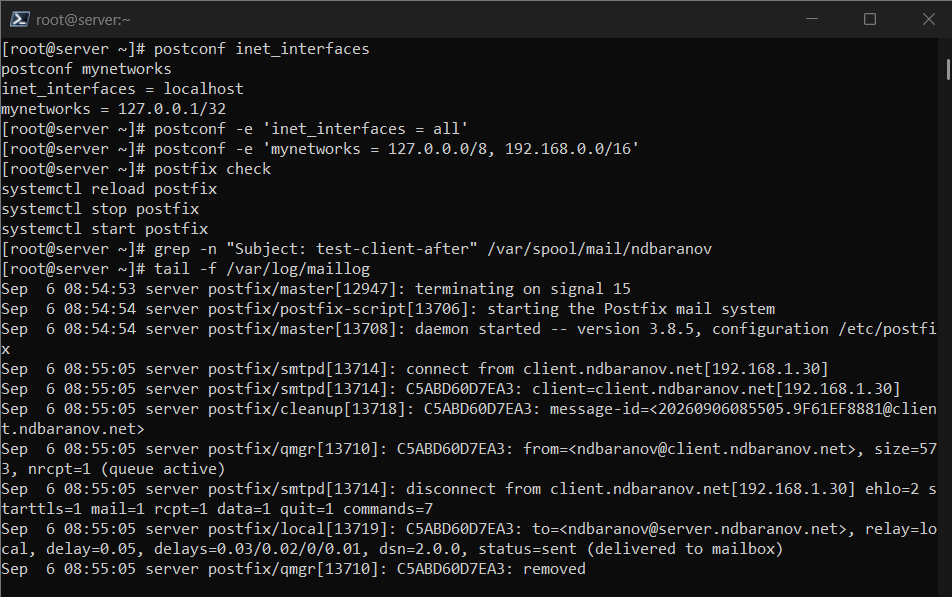 root@server:~
[root@server ~]# postconf inet_interfaces
postconf mynetworks
inet_interfaces = localhost
mynetworks = 127.0.0.1/32
[root@server ~]# postconf -e 'inet_interfaces = all'
[root@server ~]# postconf -e 'mynetworks = 127.0.0.0/8, 192.168.0.0/16'
[root@server ~]# postfix check
systemctl reload postfix
systemctl stop postfix
systemctl start postfix
[root@server ~]# grep -n "Subject: test-client-after" /var/spool/mail/ndbaranov
[root@server ~]# tail -f /var/log/maillog
Sep  6 08:54:53 server postfix/master[12947]: terminating on signal 15
Sep  6 08:54:54 server postfix/postfix-script[13706]: starting the Postfix mail system
Sep  6 08:54:54 server postfix/master[13708]: daemon started -- version 3.8.5, configuration /etc/postfi
x
Sep  6 08:55:05 server postfix/smtpd[13714]: connect from client.ndbaranov.net[192.168.1.30]
Sep  6 08:55:05 server postfix/smtpd[13714]: C5ABD60D7EA3: client=client.ndbaranov.net[192.168.1.30]
Sep  6 08:55:05 server postfix/cleanup[13718]: C5ABD60D7EA3: message-id=<20260906085505.9F61EF8881@clien
t.ndbaranov.net>
Sep  6 08:55:05 server postfix/qmgr[13710]: C5ABD60D7EA3: from=<ndbaranov@client.ndbaranov.net>, size=57
3, nrcpt=1 (queue active)
Sep  6 08:55:05 server postfix/smtpd[13714]: disconnect from client.ndbaranov.net[192.168.1.30] ehlo=2 s
tarttls=1 mail=1 rcpt=1 data=1 quit=1 commands=7
Sep  6 08:55:05 server postfix/local[13719]: C5ABD60D7EA3: to=<ndbaranov@server.ndbaranov.net>, relay=lo
cal, delay=0.05, delays=0.03/0.02/0/0.01, dsn=2.0.0, status=sent (delivered to mailbox)
Sep  6 08:55:05 server postfix/qmgr[13710]: C5ABD60D7EA3: removed